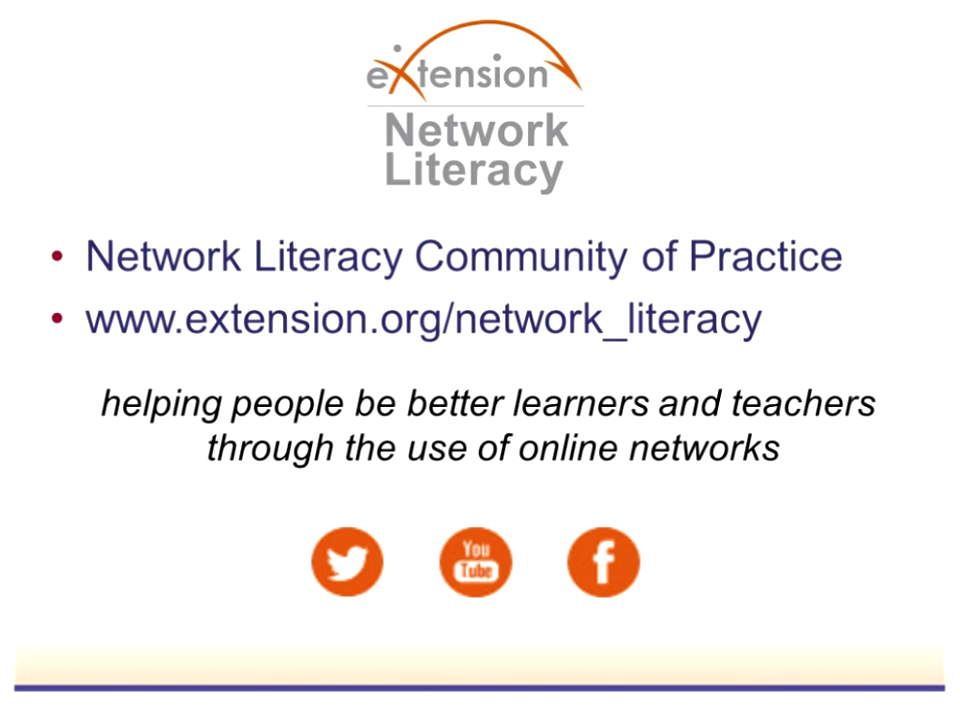 eXtension
Network
Literacy
• Network Literacy Community of Practice
• www.extension.org/network_literacy
helping people be better learners and teachers
through the use of online networks
You
Tube